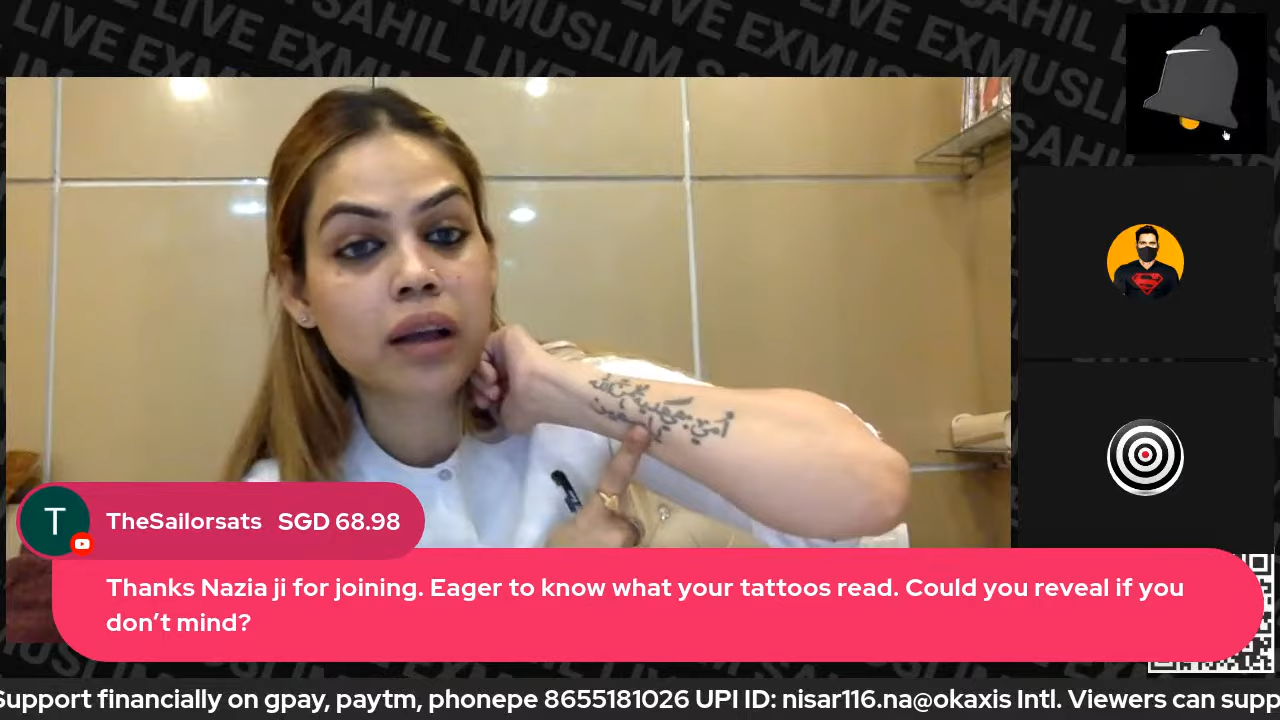 LIVE EXMUSLIM SAHIL LIVE EXMUSLIM SAHIL
T
TheSailorsats SGD 68.98
Thanks Nazia ji for joining. Eager to know what your tattoos read. Could you reveal if you
don’t mind?
Support financially on gpay, paytm, phonepe 8655181026 UPI ID: nisar116.na@okaxis Intl. Viewers can supp